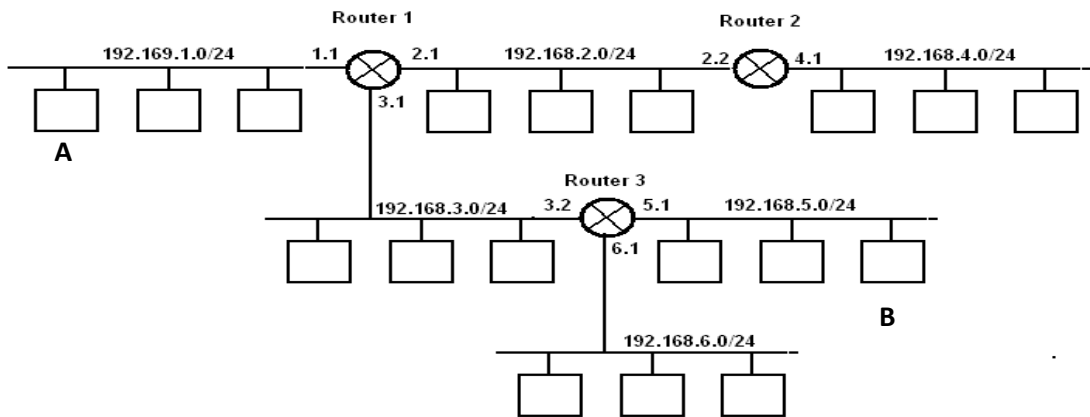 Router 1
Router 2
192.169.1.0/24
1.1
2.1
192.168.2.0/24
2.2
4.1
192.168.4.0/24
3.1
A
Router 3
192.168.3.0/24
3.2
5.1
192.168.5.0/24
6.1
B
192.168.6.0/24